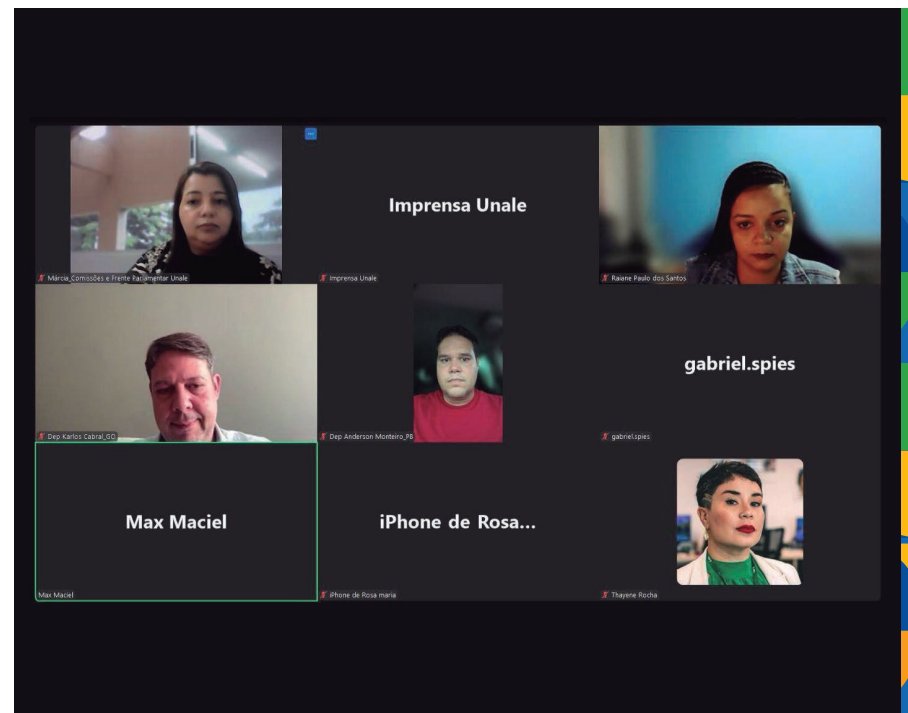 Márcia_Comissões e Frente Parlamentar Unale
Imprensa Unale
Imprensa Unale
Raiane Paulo dos Santos
Dep Karlos Cabral_GO
Dep Anderson Monteiro_PB
gabriel.spies
gabriel.spies
Max Maciel
Max Maciel
iPhone de Rosa...
iPhone de Rosa maria
Thayene Rocha